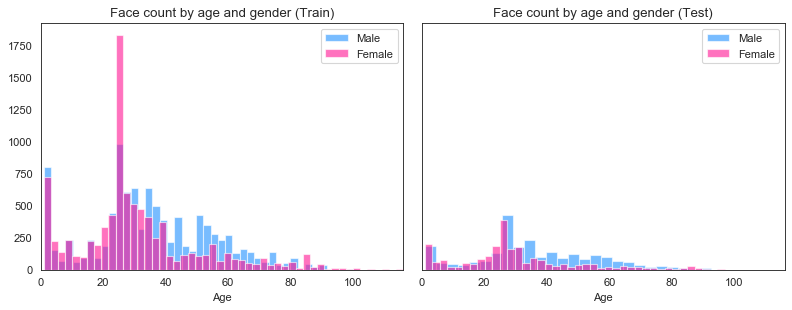 Face count by age and gender (Train)
Male
Female
1750
1500
1250
1000
750
500
250
0
0 20 40 60 80 100
Age
Face count by age and gender (Test)
Male
Female
0 20 40 60 80 100
Age